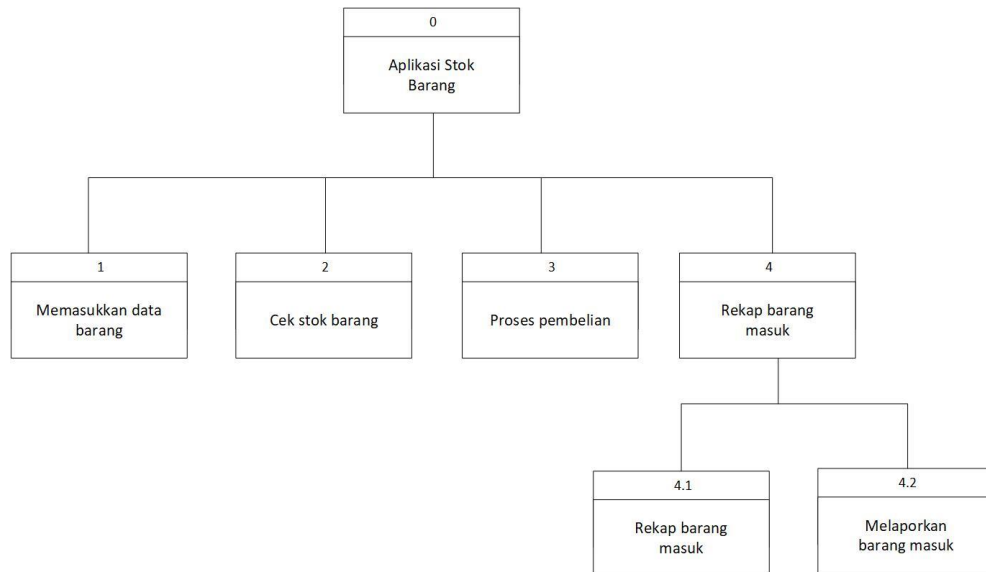 0
Aplikasi Stok
Barang
1
Memasukkan data
barang
2
Cek stok barang
3
Proses pembelian
4
Rekap barang
masuk
4.1
Rekap barang
masuk
4.2
Melaporkan
barang masuk